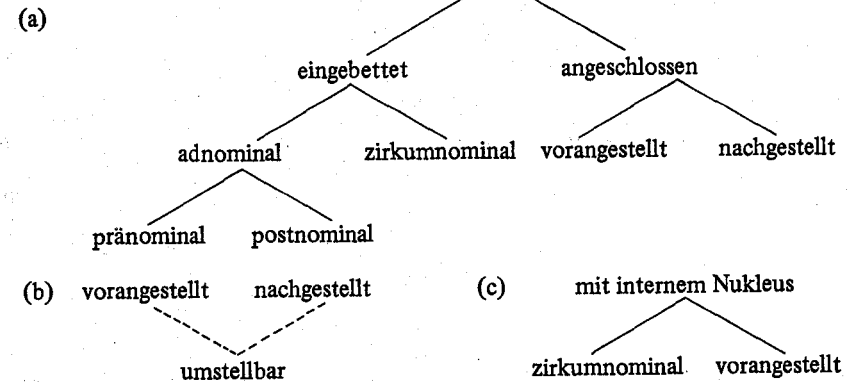 (a)
eingebettet angeschlossen
adnominal zirkumnominal vorangestellt nachgestellt
pränominal postnominal
(b) vorangestellt nachgestellt (c) mit internem Nukleus
umstellbar zirkumnominal vorangestellt